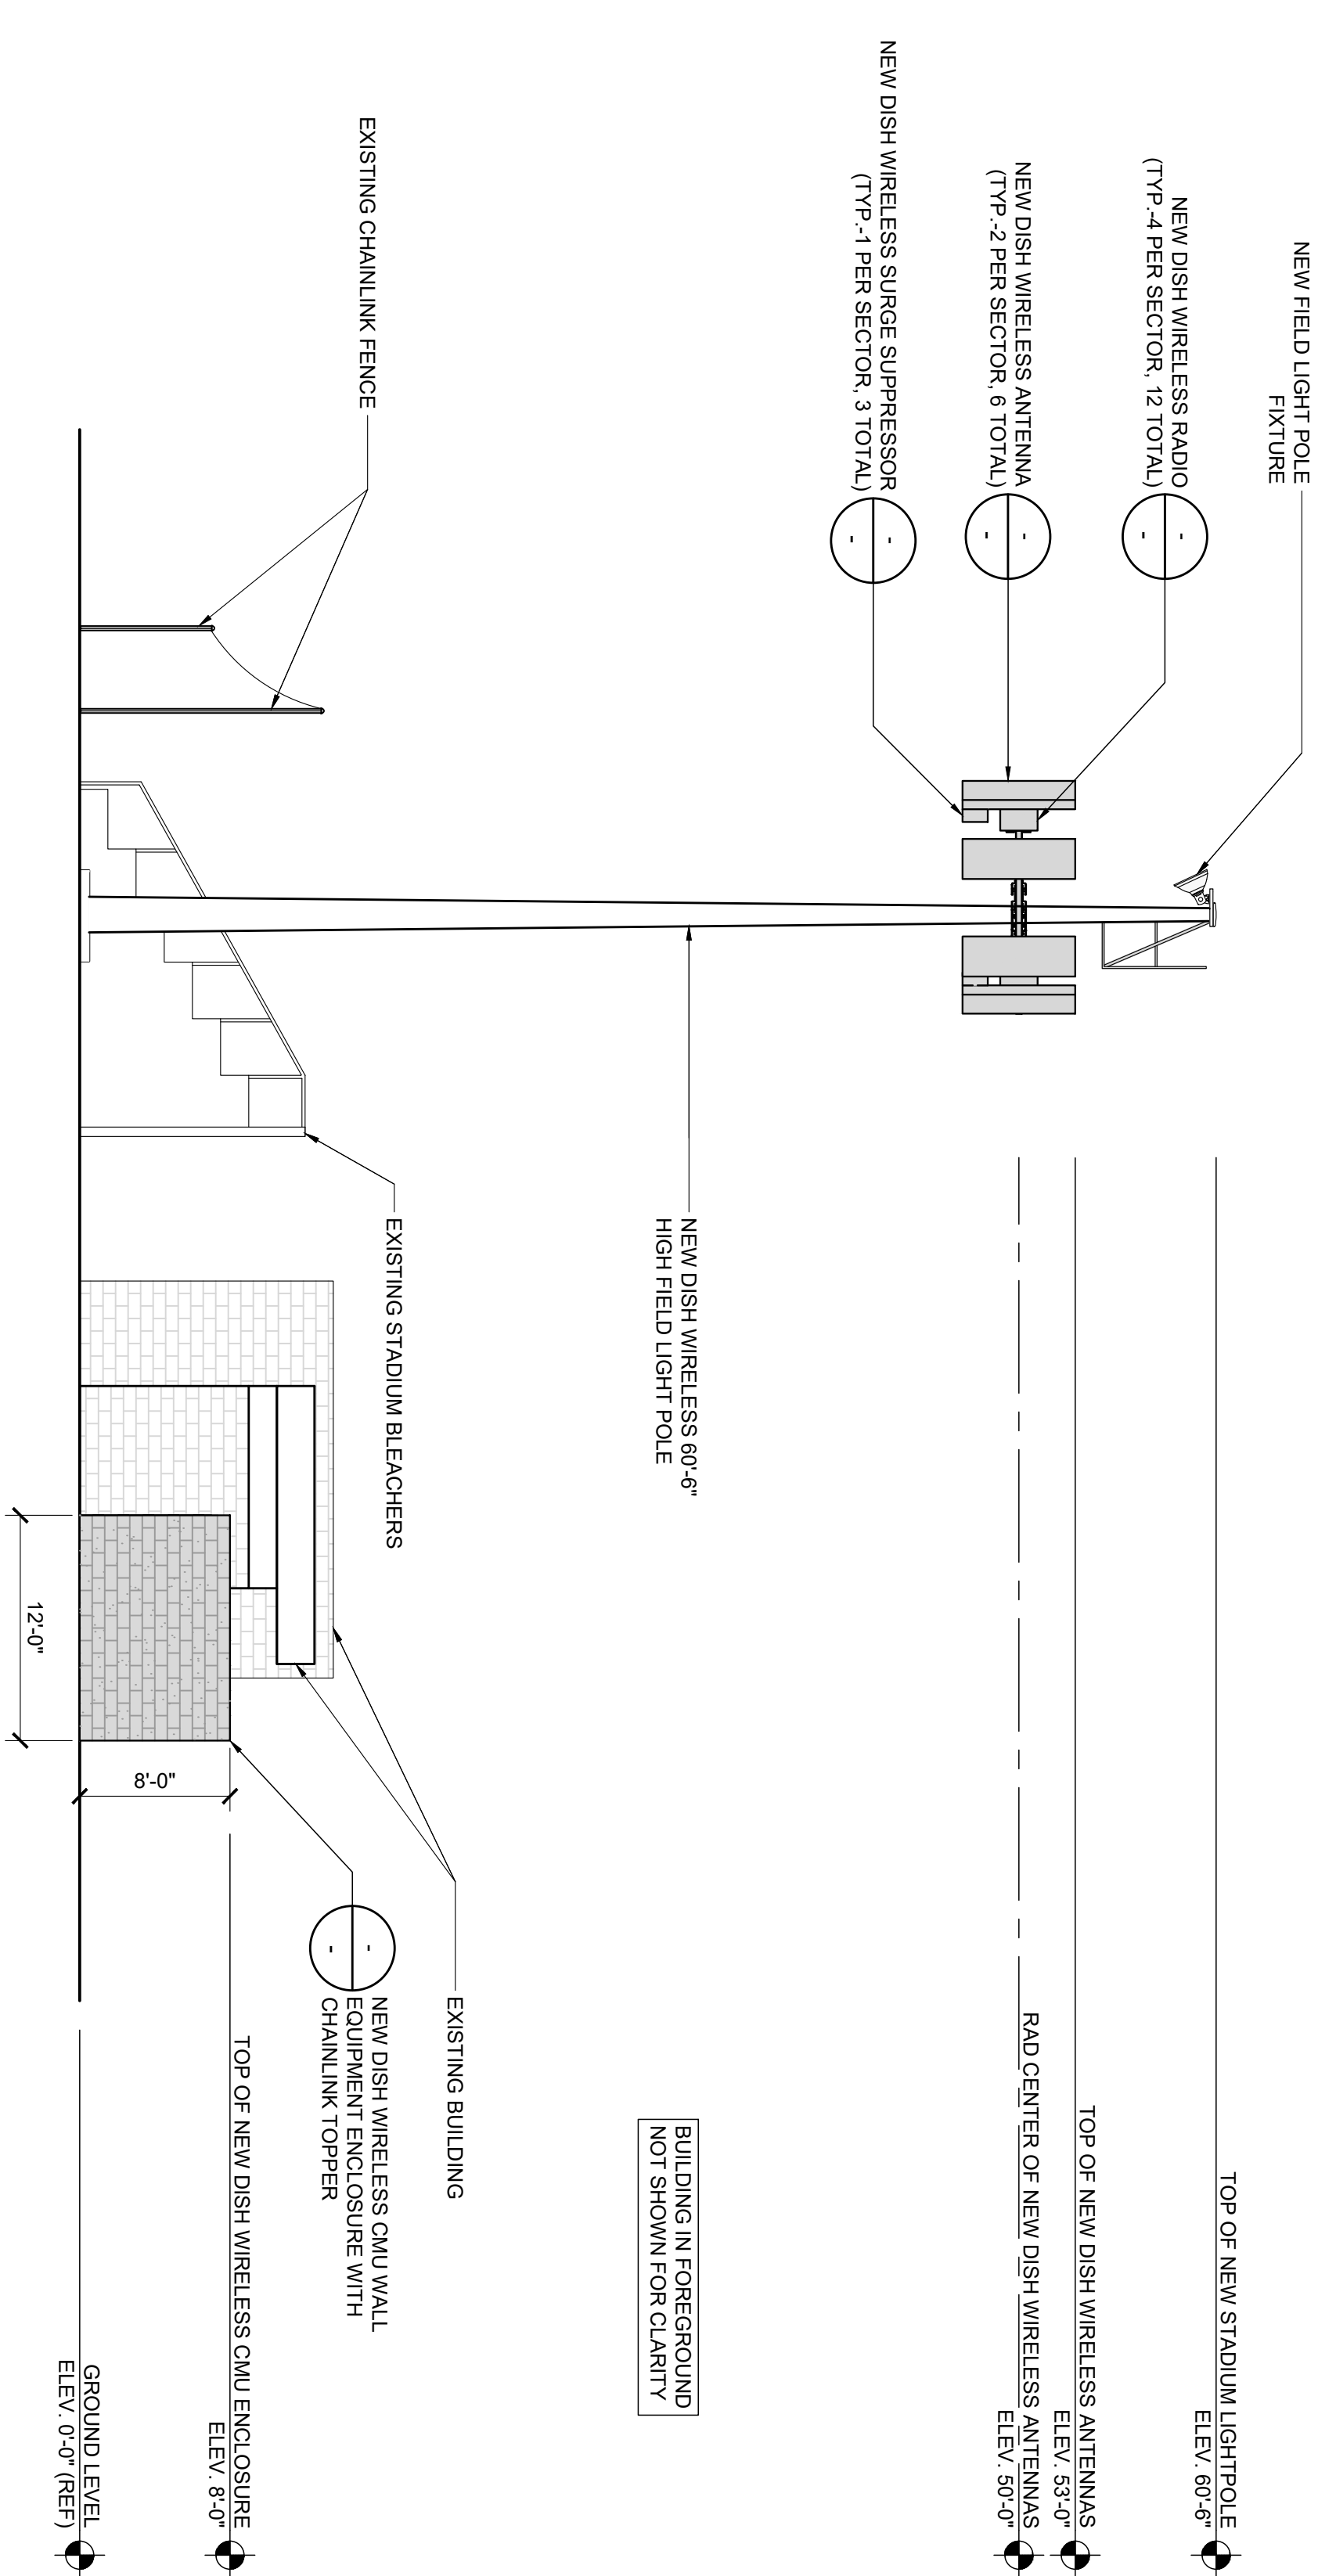 NEW FIELD LIGHT POLE
FIXTURE
NEW DISH WIRELESS RADIO
(TYP.-4 PER SECTOR, 12 TOTAL)
-
-
NEW DISH WIRELESS ANTENNA
(TYP.-2 PER SECTOR, 6 TOTAL)
-
-
NEW DISH WIRELESS SURGE SUPPRESSOR
(TYP.-1 PER SECTOR, 3 TOTAL)
-
-
EXISTING CHAINLINK FENCE
NEW DISH WIRELESS 60'-6"
HIGH FIELD LIGHT POLE
EXISTING STADIUM BLEACHERS
12'-0"
8'-0"
EXISTING BUILDING
-
-
NEW DISH WIRELESS CMU WALL
EQUIPMENT ENCLOSURE WITH
CHAINLINK TOPPER
BUILDING IN FOREGROUND
NOT SHOWN FOR CLARITY
TOP OF NEW STADIUM LIGHTPOLE
ELEV. 60'-6"
TOP OF NEW DISH WIRELESS ANTENNAS
ELEV. 53'-0"
RAD CENTER OF NEW DISH WIRELESS ANTENNAS
ELEV. 50'-0"
TOP OF NEW DISH WIRELESS CMU ENCLOSURE
ELEV. 8'-0"
GROUND LEVEL
ELEV. 0'-0" (REF)